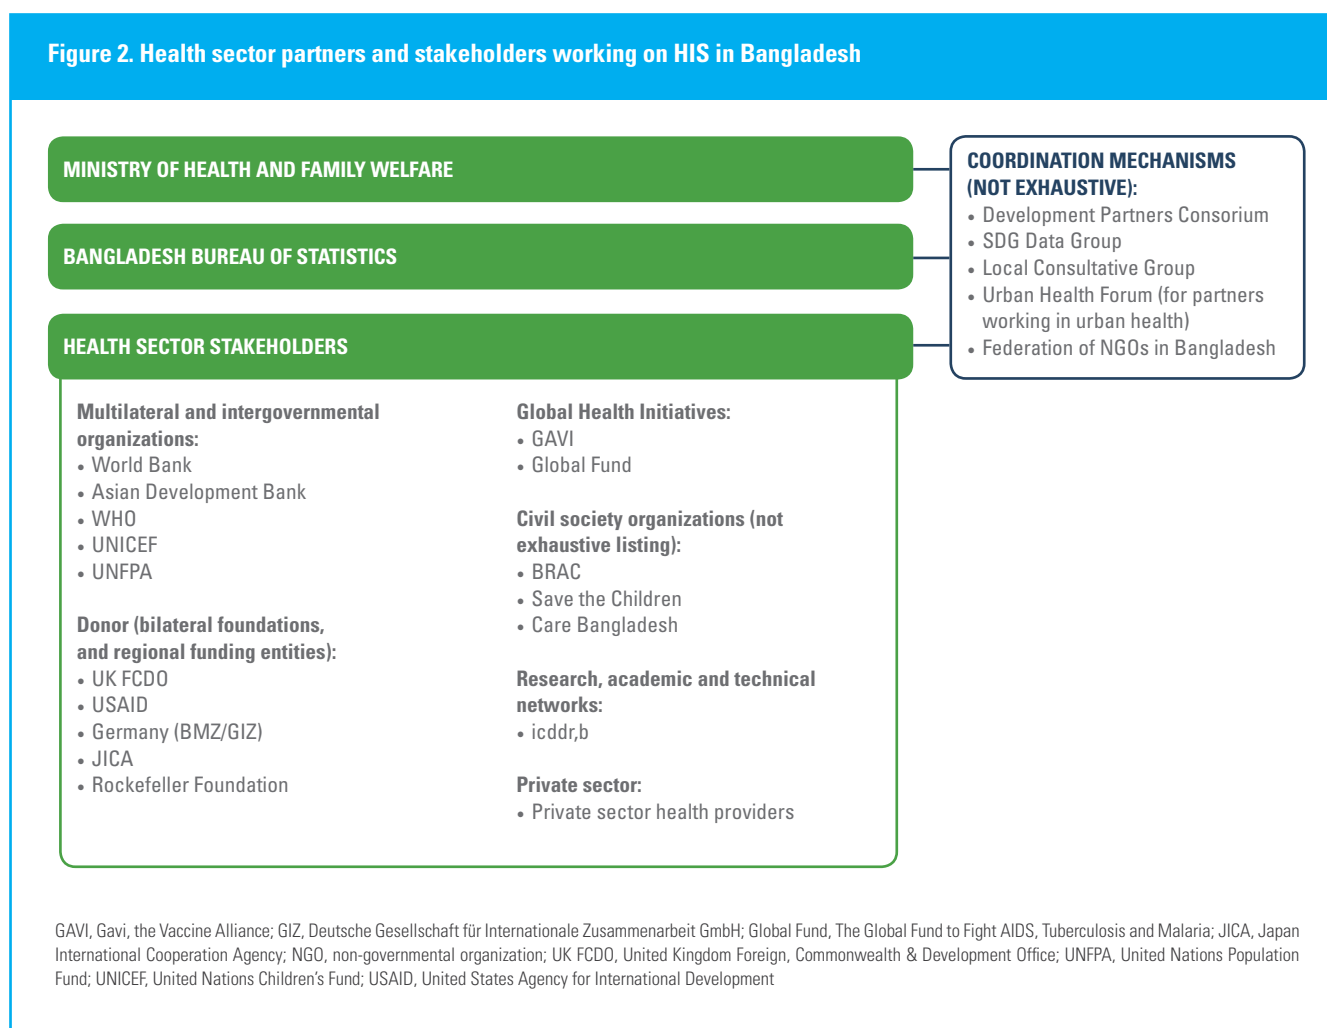 Figure 2. Health sector partners and stakeholders working on HIS in Bangladesh
MINISTRY OF HEALTH AND FAMILY WELFARE
BANGLADESH BUREAU OF STATISTICS
HEALTH SECTOR STAKEHOLDERS
Multilateral and intergovernmental
organizations:
• World Bank
• Asian Development Bank
• WHO
• UNICEF
• UNFPA
Donor (bilateral foundations,
and regional funding entities):
• UK FCDO
• USAID
• Germany (BMZ/GIZ)
• JICA
• Rockefeller Foundation
Global Health Initiatives:
• GAVI
• Global Fund
Civil society organizations (not
exhaustive listing):
• BRAC
• Save the Children
• Care Bangladesh
Research, academic and technical
networks:
• icddr,b
Private sector:
• Private sector health providers
COORDINATION MECHANISMS
(NOT EXHAUSTIVE):
• Development Partners Consorium
• SDG Data Group
• Local Consultative Group
• Urban Health Forum (for partners
working in urban health)
• Federation of NGOs in Bangladesh
GAVI, Gavi, the Vaccine Alliance; GIZ, Deutsche Gesellschaft für Internationale Zusammenarbeit GmbH; Global Fund, The Global Fund to Fight AIDS, Tuberculosis and Malaria; JICA, Japan
International Cooperation Agency; NGO, non-governmental organization; UK FCDO, United Kingdom Foreign, Commonwealth & Development Office; UNFPA, United Nations Population
Fund; UNICEF, United Nations Children's Fund; USAID, United States Agency for International Development